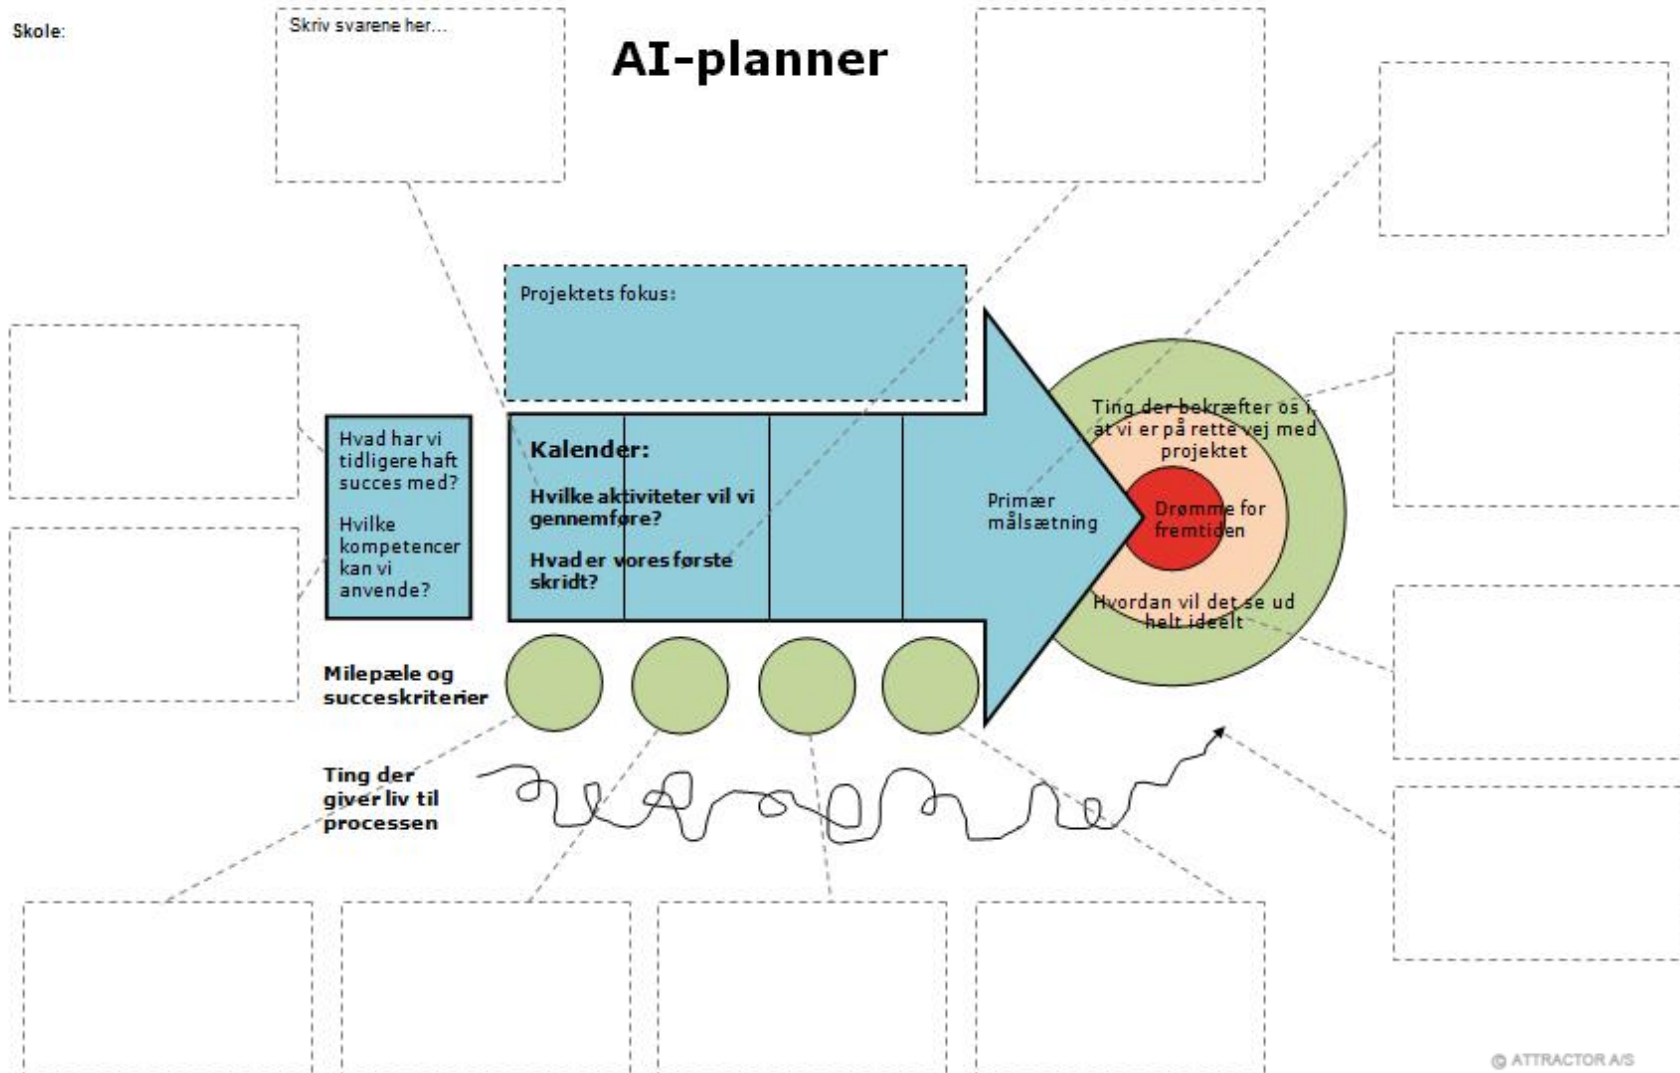 Skole:
Skriv svarene her...
AI-planner
Projektets fokus:
Hvad har vi
tidligere haft
succes med?
Hvilke
kompetencer
kan vi
anvende?
Kalender:
Hvilke aktiviteter vil vi
gennemføre?
Hvad er vores første
skridt?
Primær
målsætning
Ting der bekræfter os i,
at vi er på rette vej med
projektet
Drømme for
fremtiden
Hvordan vil det se ud
helt ideelt
Milepæle og
succeskriterier
Ting der
giver liv til
processen
© ATTRACTOR A/S